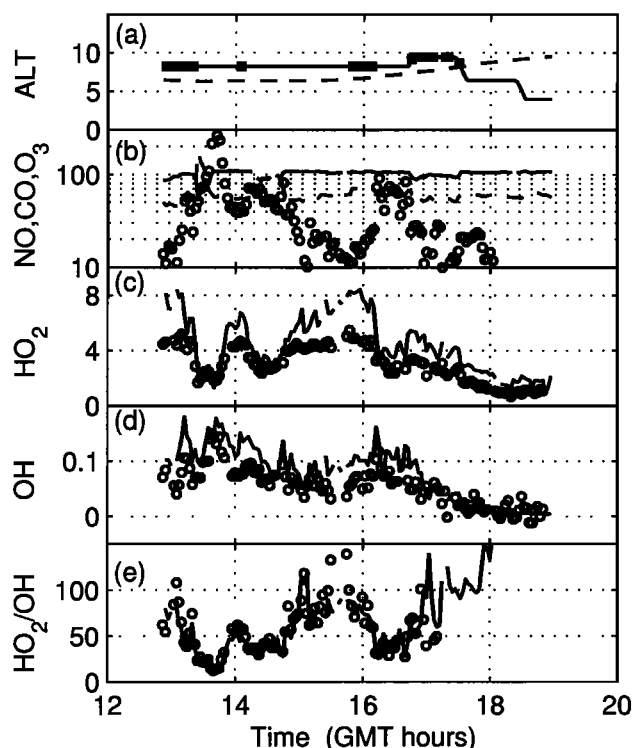 (a)
ALT
10
5
0
(b)
NO,CO,O3
100
10
(c)
HO2
8
4
0
(d)
OH
0.1
0
(e)
HO2/OH
100
50
0
12 14 16 18 20
Time (GMT hours)